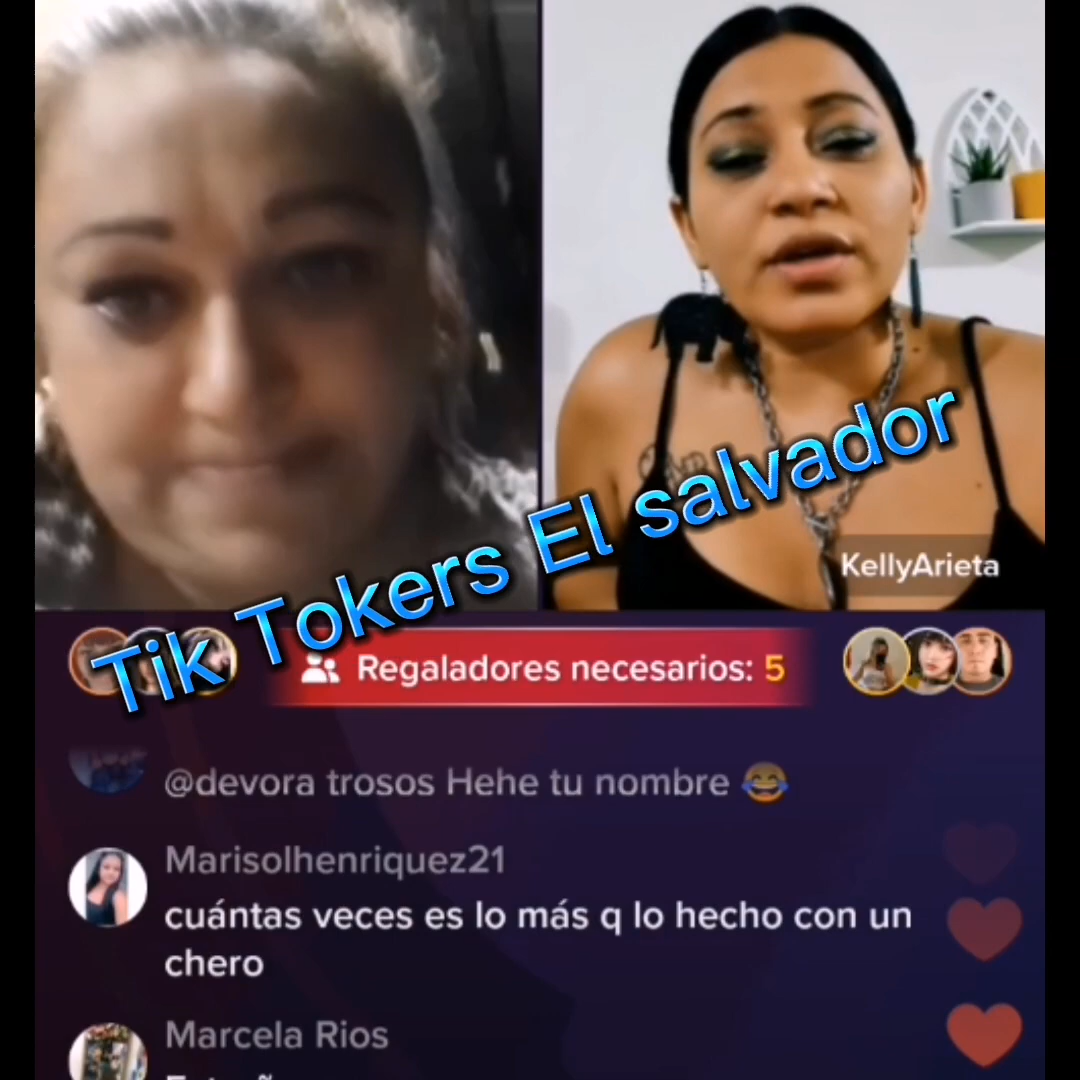 KellyArieta
Tik Tokers El salvador
Regaladores necesarios: 5
@devora trosos Hehe tu nombre 😂
Marisolhenriquez21
cuántas veces es lo más q lo hecho con un
chero
Marcela Rios